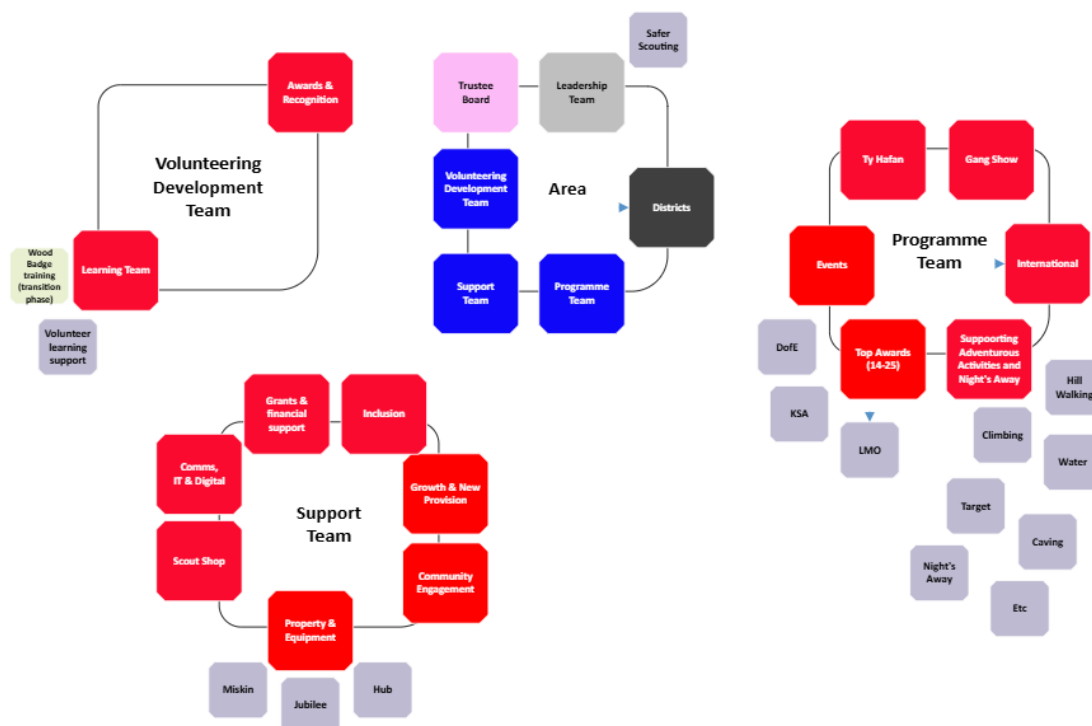 Awards &
Recognition
Volunteering
Development
Team
Learning Team
Wood
Badge
training
(transition
phase)
Volunteer
learning
support
Safer
Scouting
Trustee
Board
Leadership
Team
Volunteering
Development
Team
Area
Districts
Support
Team
Programme
Team
Ty Hafan
Gang Show
Programme
Team
Events
International
Top Awards
(14-25)
Suppoorting
Adventurous
Activities and
Night's Away
DofE
KSA
LMO
Hill
Walking
Climbing
Water
Target
Caving
Night's
Away
Etc
Grants &
financial
support
Inclusion
Comms,
IT & Digital
Growth & New
Provision
Support
Team
Scout Shop
Community
Engagement
Property &
Equipment
Miskin
Jubilee
Hub